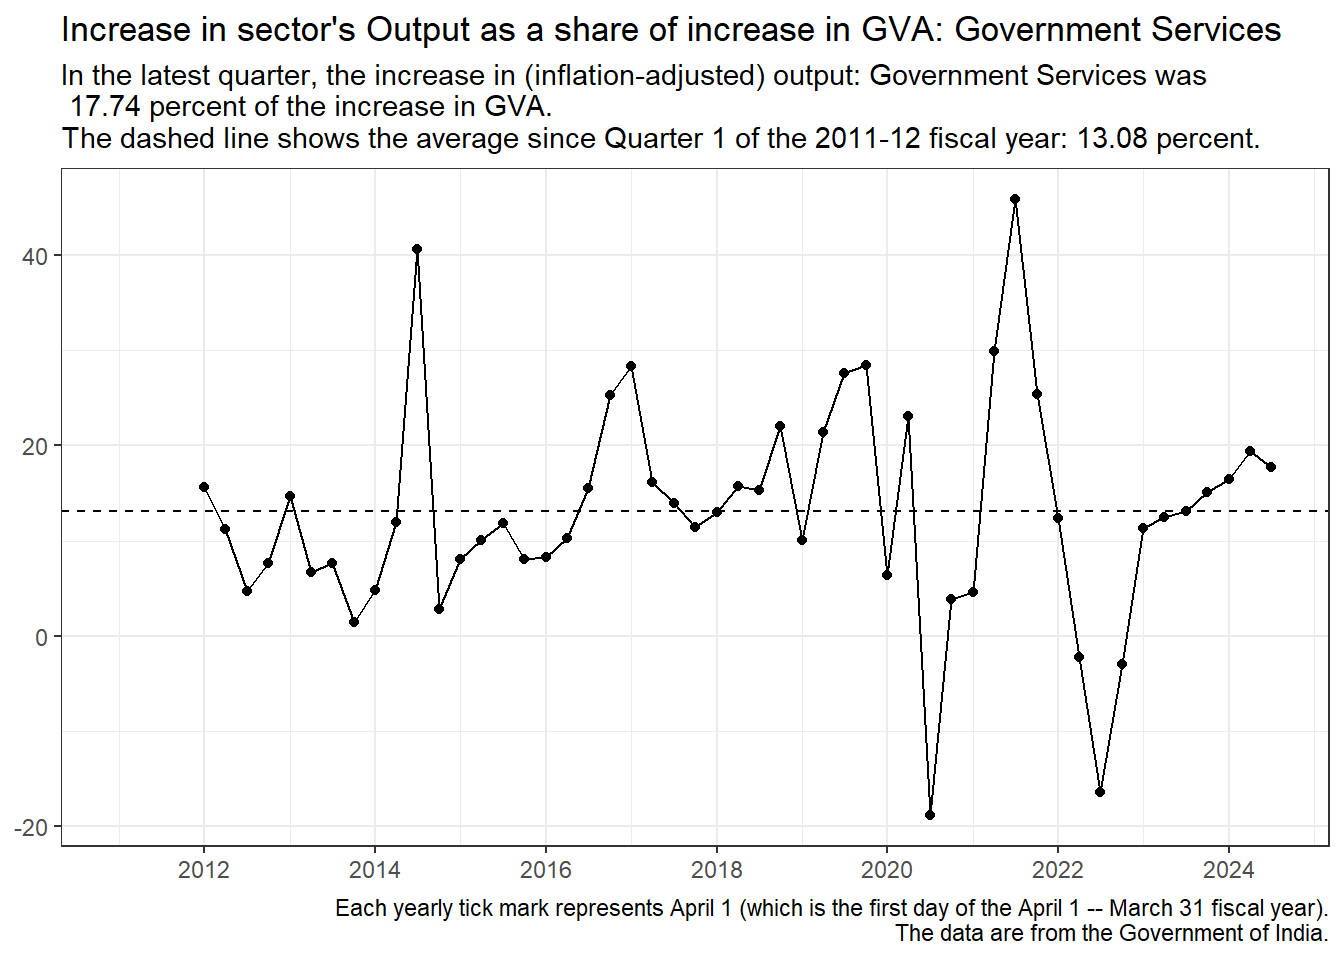 Increase in sector's Output as a share of increase in GVA: Government Services
In the latest quarter, the increase in (inflation-adjusted) output: Government Services was
17.74 percent of the increase in GVA.
The dashed line shows the average since Quarter 1 of the 2011-12 fiscal year: 13.08 percent.
40
20
0
-20
2012 2014 2016 2018 2020 2022 2024
Each yearly tick mark represents April 1 (which is the first day of the April 1 -- March 31 fiscal year).
The data are from the Government of India.